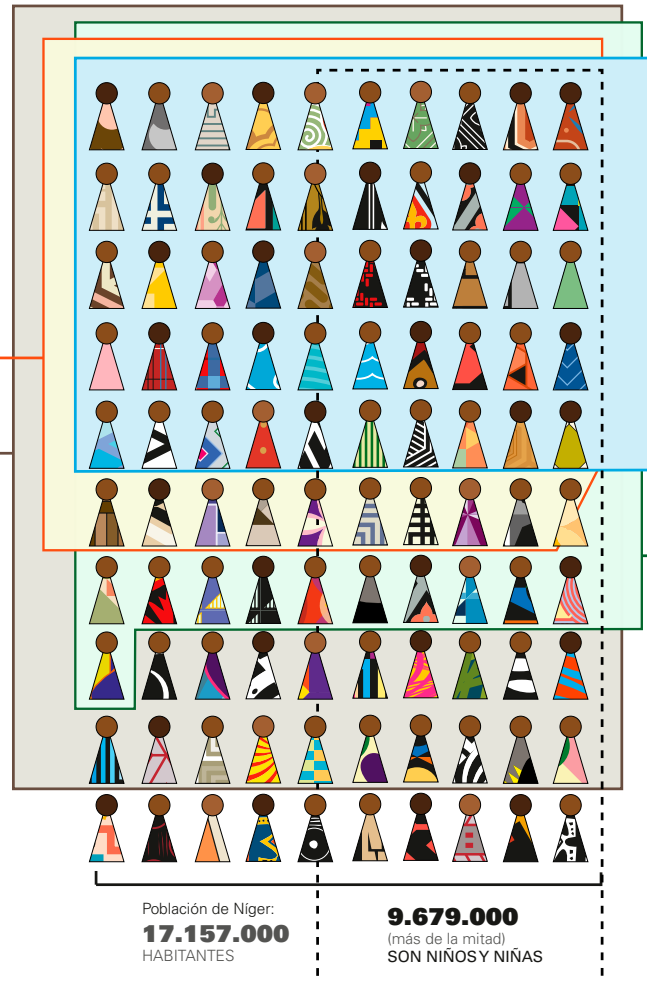 Población de Níger:
17.157.000
HABITANTES
9.679.000
(más de la mitad)
SON NIÑOS Y NIÑAS